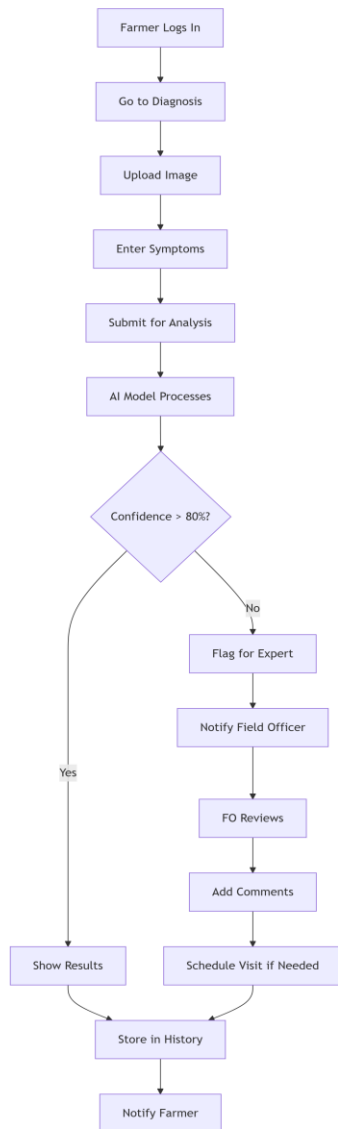 Farmer Logs In
Go to Diagnosis
Upload Image
Enter Symptoms
Submit for Analysis
AI Model Processes
Confidence > 80%?
No
Flag for Expert
Notify Field Officer
FO Reviews
Yes
Add Comments
Show Results
Schedule Visit if Needed
Store in History
Notify Farmer